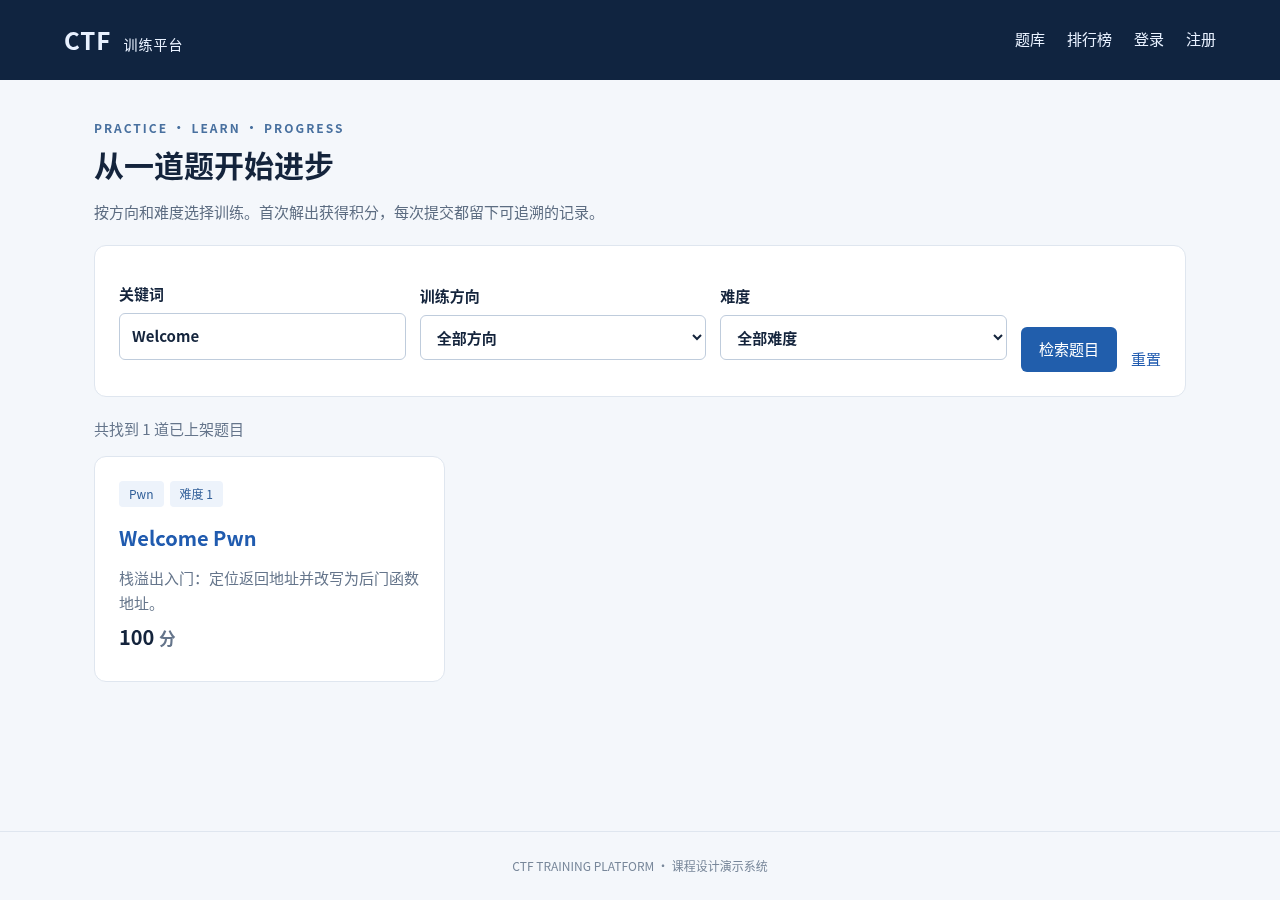 CTF 训练平台
题库 排行榜 登录 注册
PRACTICE · LEARN · PROGRESS
从一道题开始进步
按方向和难度选择训练。首次解出获得积分，每次提交都留下可追溯的记录。
关键词 训练方向 难度
Welcome 全部方向 全部难度 检索题目 重置
共找到 1 道已上架题目
Pwn 难度 1
Welcome Pwn
栈溢出入门：定位返回地址并改写为后门函数
地址。
100 分
CTF TRAINING PLATFORM · 课程设计演示系统